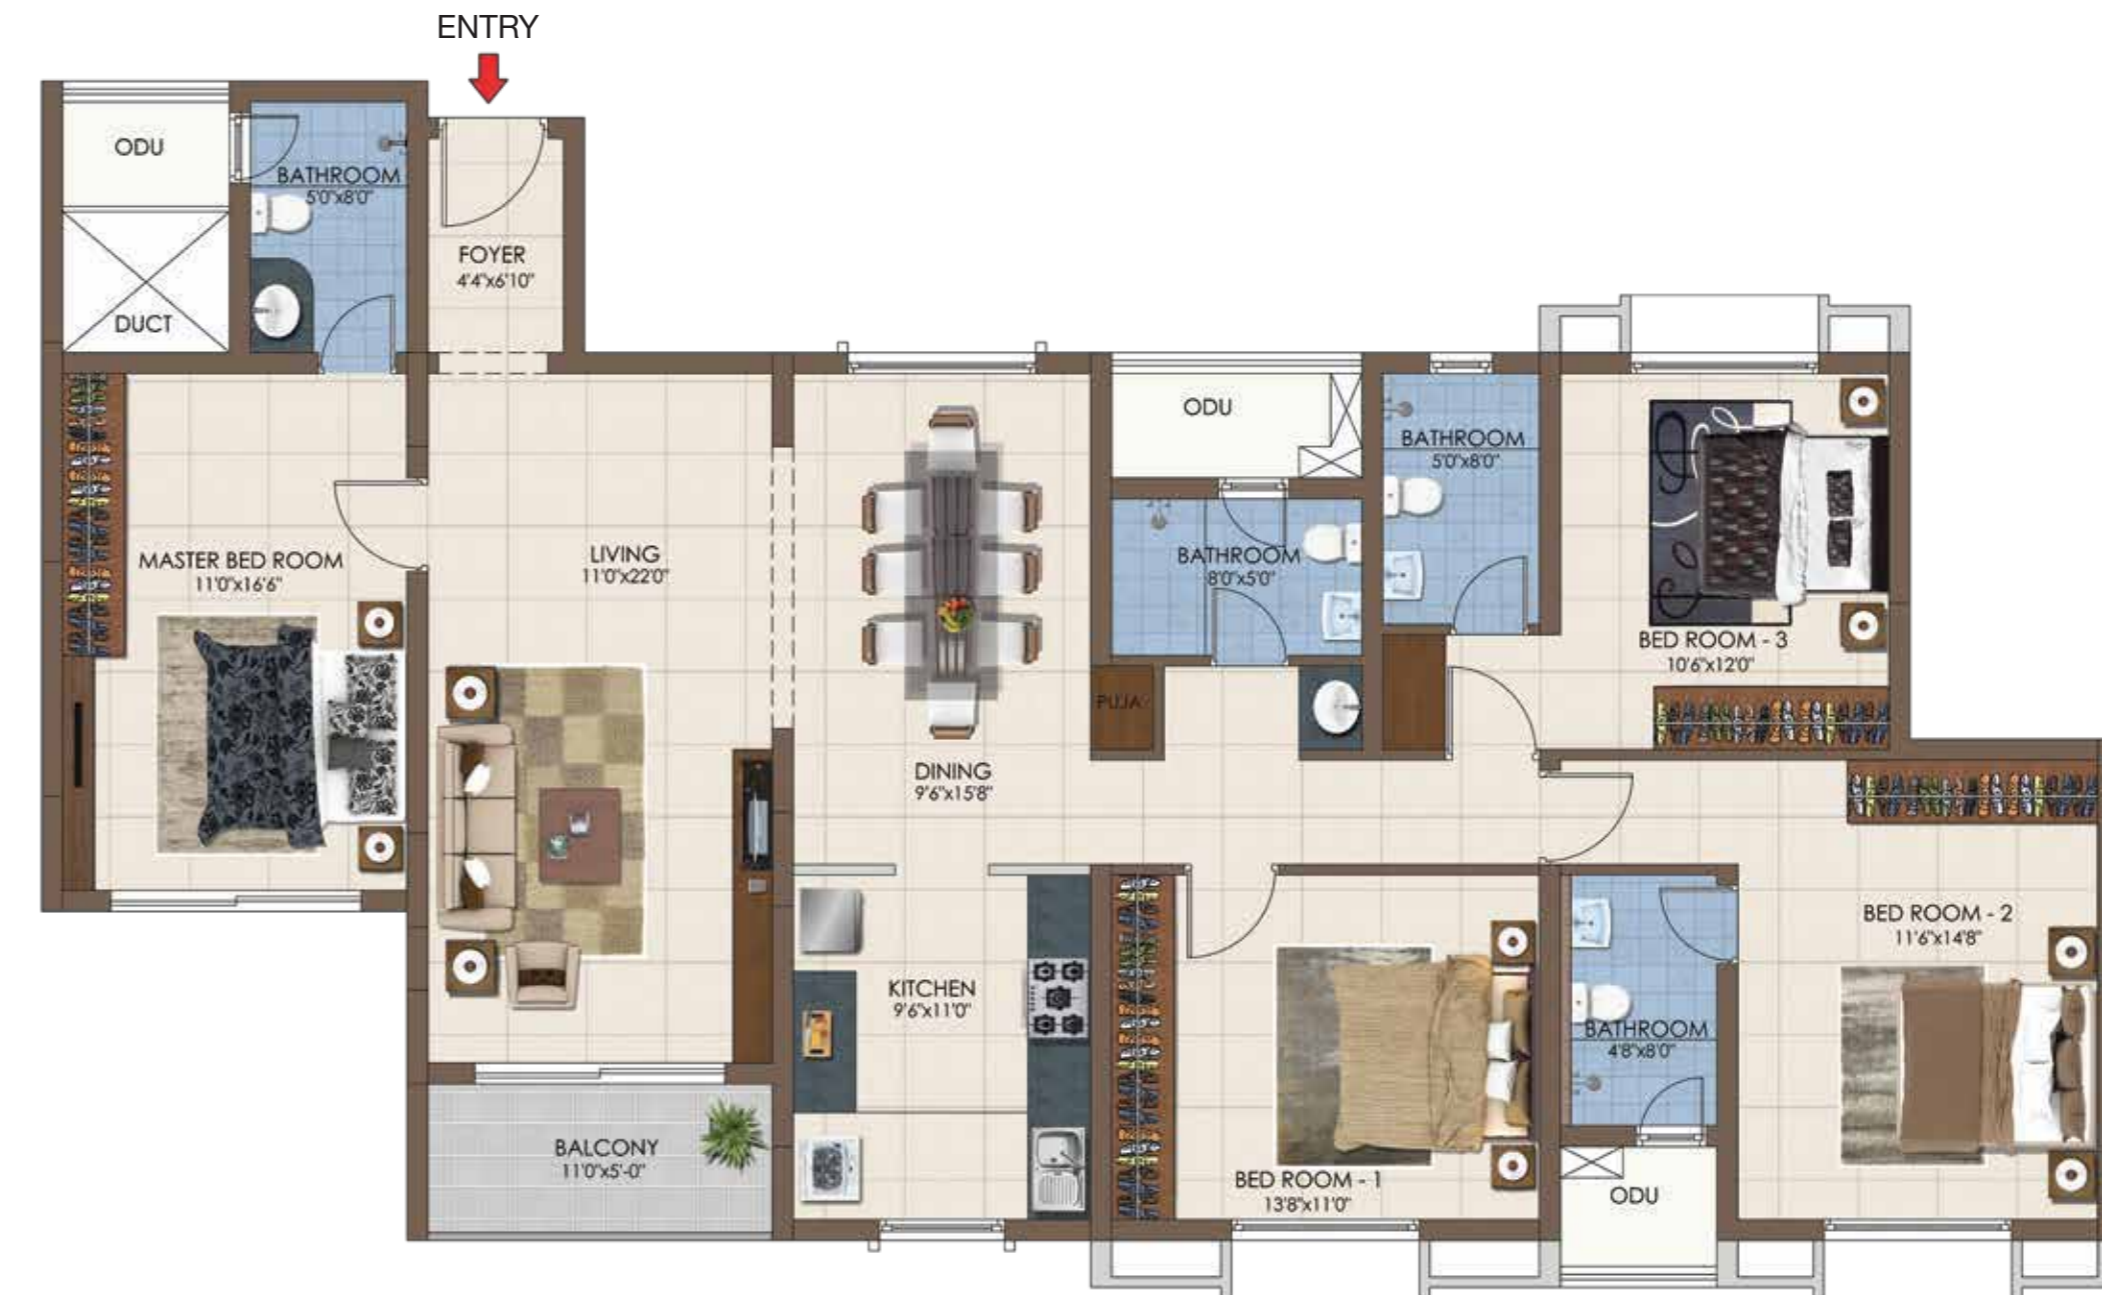 ENTRY
ODU
BATHROOM
5'0"x8'0"
FOYER
4'4"x6'10"
DUCT
ODU
BATHROOM
5'0"x8'0"
MASTER BED ROOM
11'0"x16'6"
LIVING
11'0"x22'0"
BATHROOM
8'0"x5'0"
BED ROOM - 3
10'6"x12'0"
PUJA
DINING
9'6"x15'8"
BED ROOM - 2
11'6"x14'8"
KITCHEN
9'6"x11'0"
BATHROOM
4'8"x8'0"
BALCONY
11'0"x5'-0"
BED ROOM - 1
13'8"x11'0"
ODU